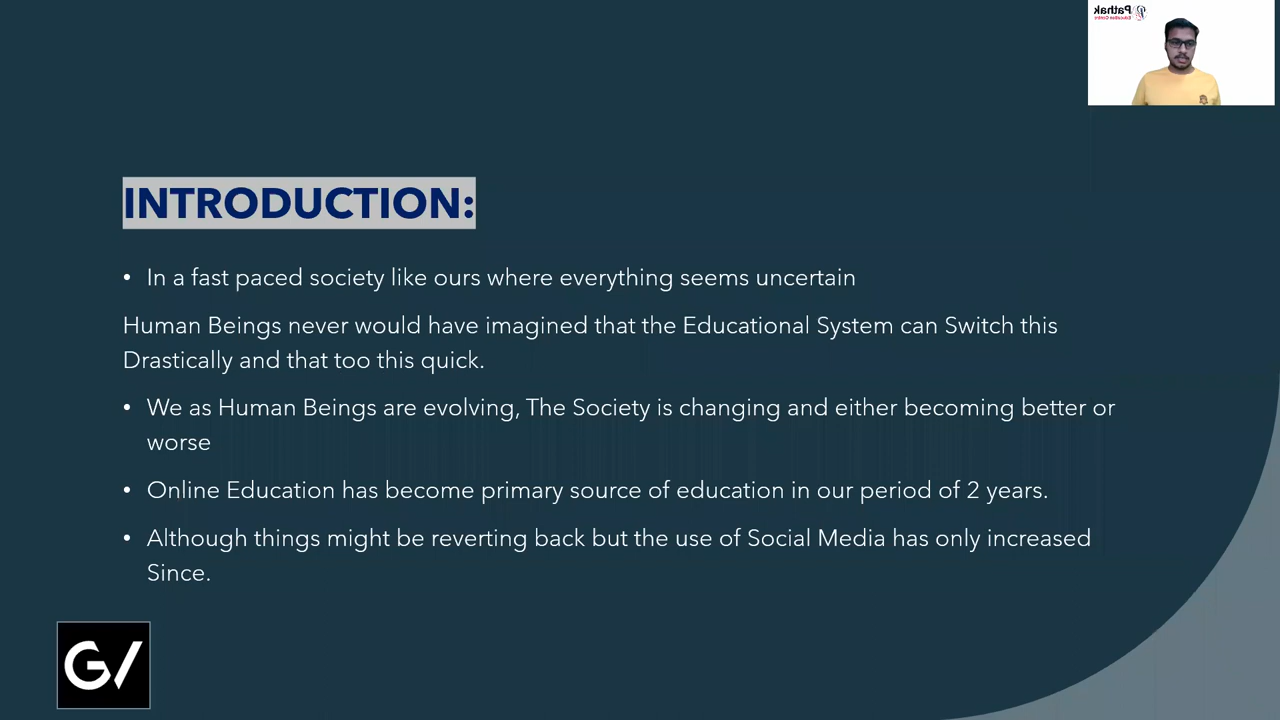 Pathak
Education Centre
INTRODUCTION:
• In a fast paced society like ours where everything seems uncertain
Human Beings never would have imagined that the Educational System can Switch this
Drastically and that too this quick.
• We as Human Beings are evolving, The Society is changing and either becoming better or
worse
• Online Education has become primary source of education in our period of 2 years.
• Although things might be reverting back but the use of Social Media has only increased
Since.
GV